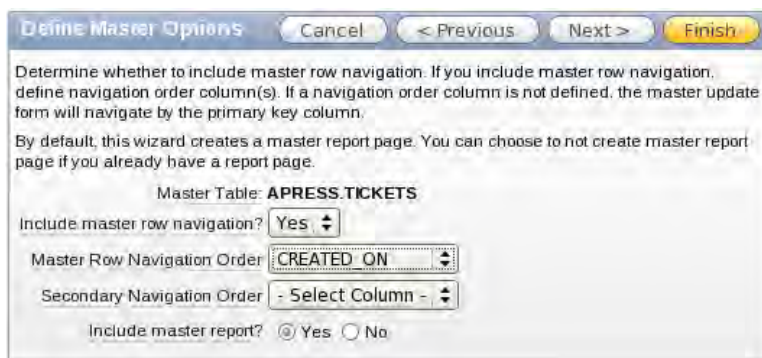 Define Master Options Cancel < Previous Next > Finish
Determine whether to include master row navigation. If you include master row navigation,
define navigation order column(s). If a navigation order column is not defined, the master update
form will navigate by the primary key column.
By default, this wizard creates a master report page. You can choose to not create master report
page if you already have a report page.
Master Table: APRESS.TICKETS
Include master row navigation? Yes
Master Row Navigation Order CREATED_ON
Secondary Navigation Order - Select Column -
Include master report? Yes No